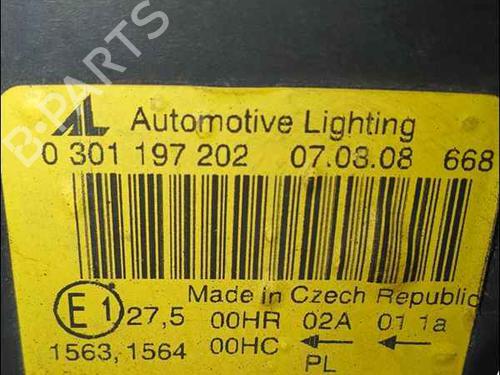 B-PARTS
AL Automotive Lighting
0 301 197 202 07.03.08 668
Made in Czech Republic
E1 27,5 00HR 02A 01 1a
1563, 1564 00HC ← ←
PL